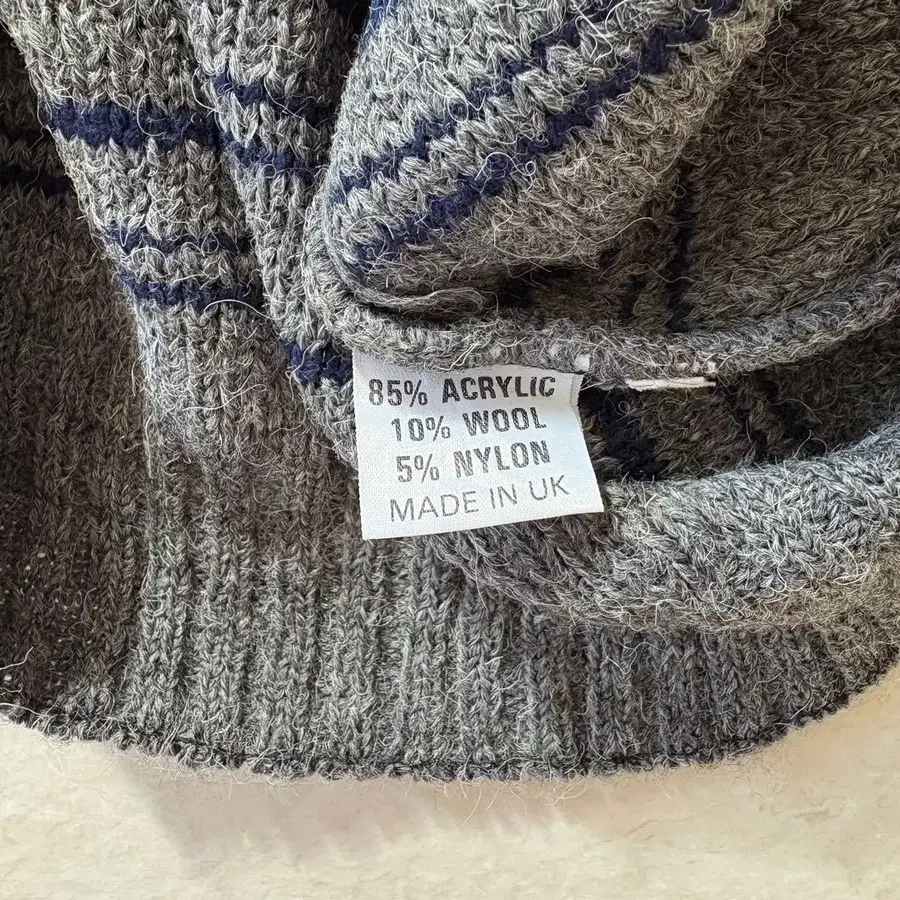 85% ACRYLIC
10% WOOL
5% NYLON
MADE IN UK